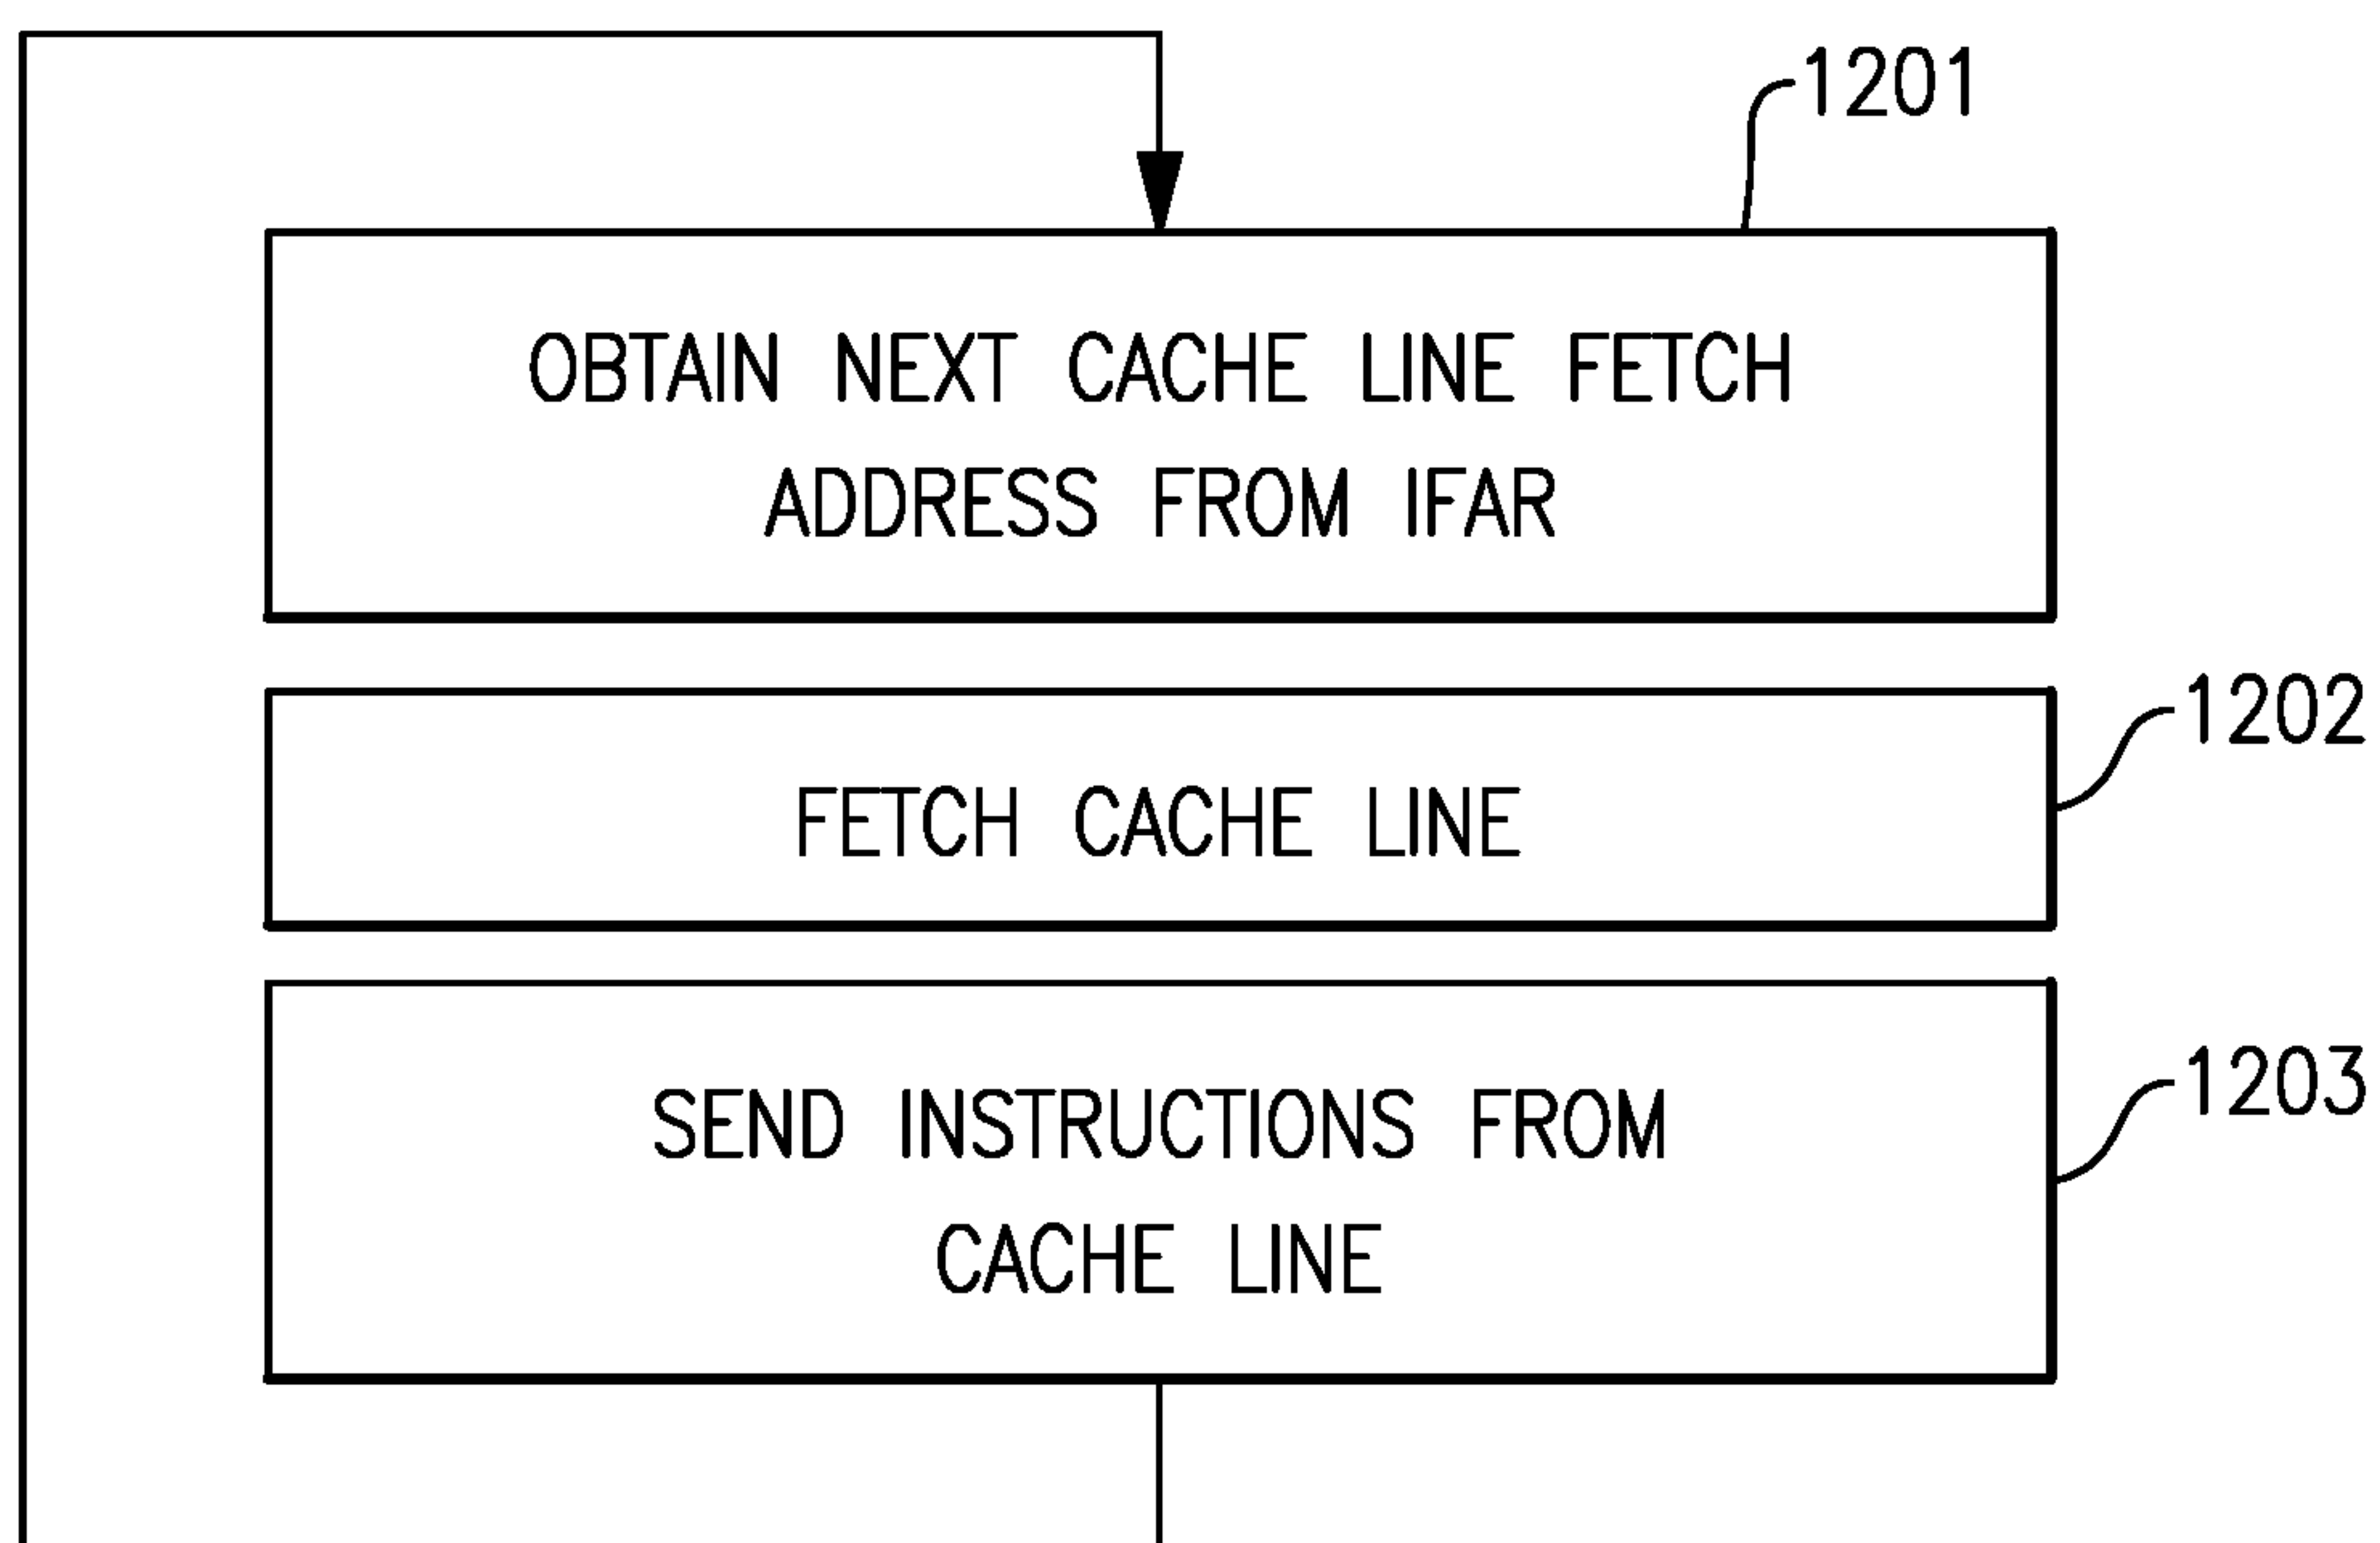 1201
OBTAIN NEXT CACHE LINE FETCH
ADDRESS FROM IFAR
1202
FETCH CACHE LINE
1203
SEND INSTRUCTIONS FROM
CACHE LINE